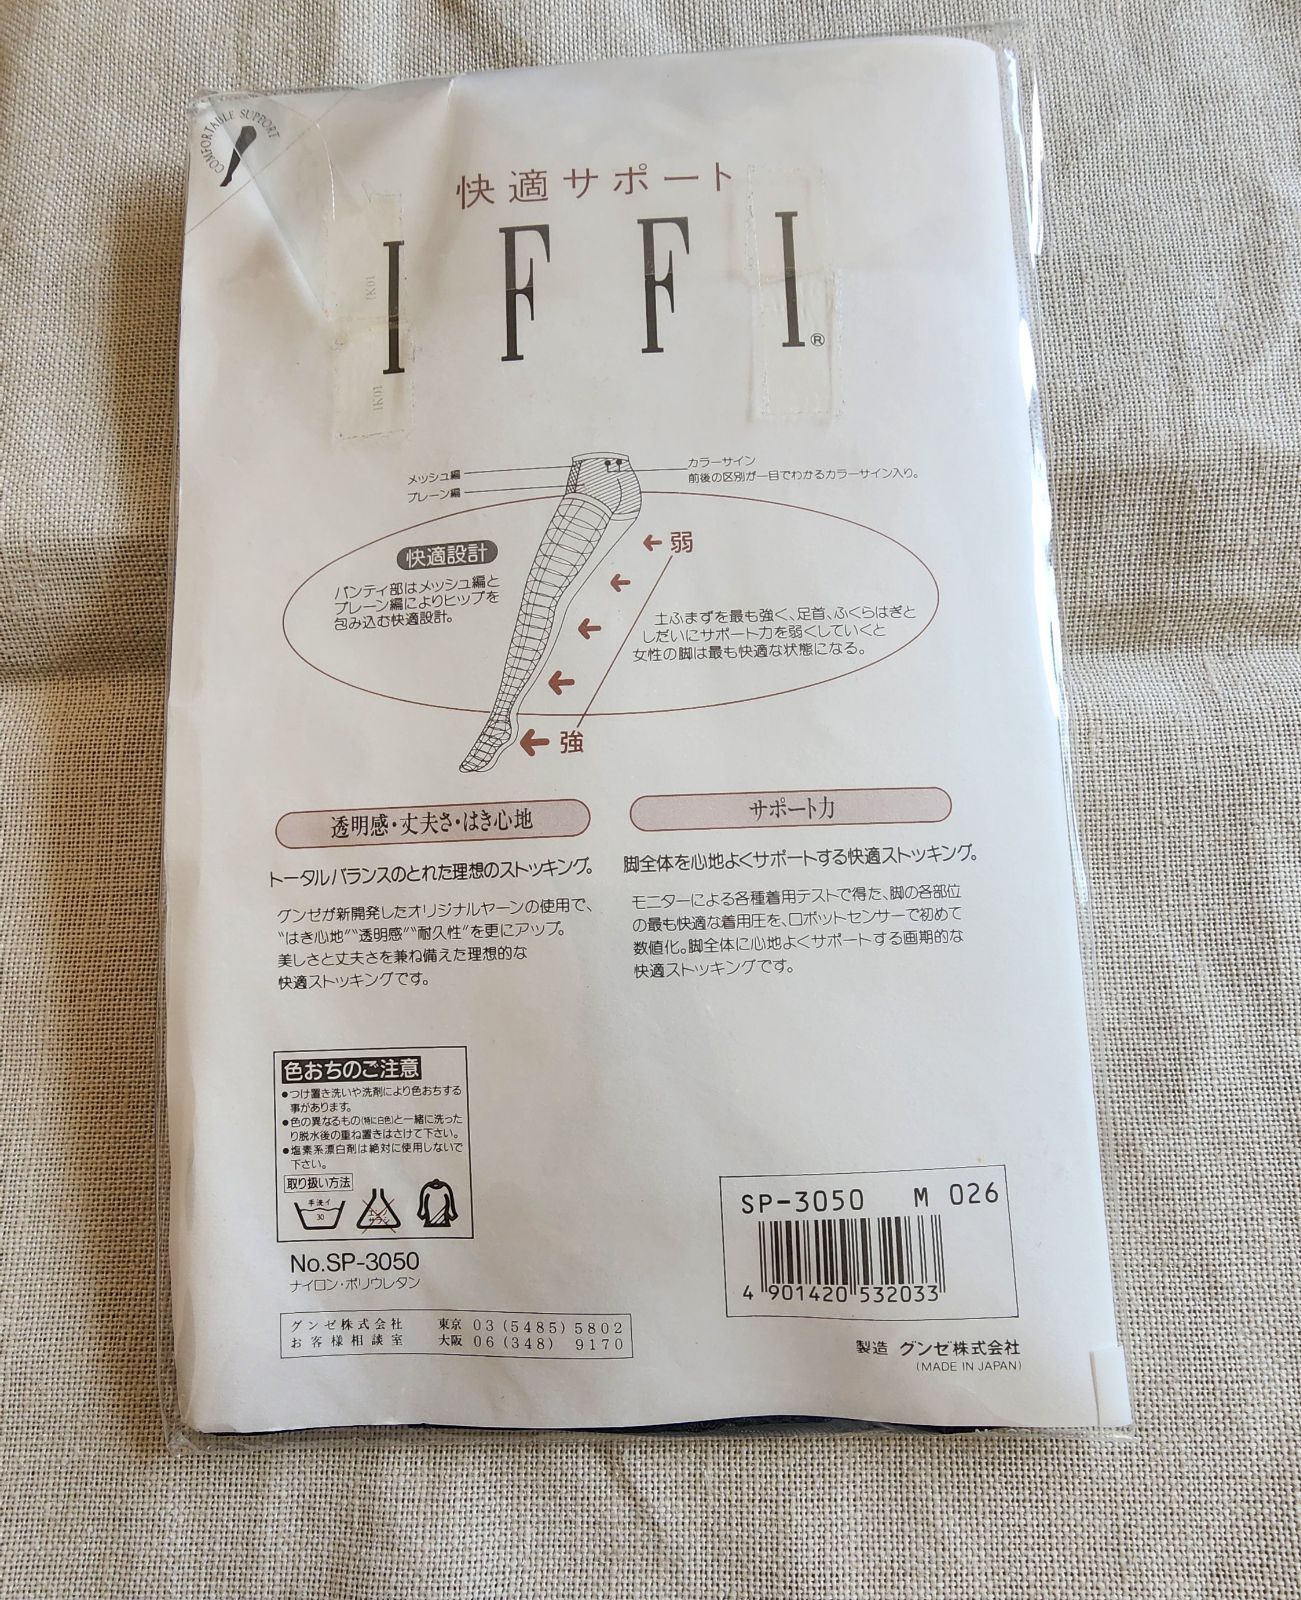 COMFORTABLE SUPPORT
快適サポート
IFFI®
1K01
1K01
メッシュ編
プレーン編
カラーサイン
前後の区別が一目でわかるカラーサイン入り。
快適設計
パンティ部はメッシュ編と
プレーン編によりヒップを
包み込む快適設計。
弱
土ふまずを最も強く、足首、ふくらはぎと
しだいにサポート力を弱くしていくと
女性の脚は最も快適な状態になる。
強
透明感・丈夫さ・はき心地
トータルバランスのとれた理想のストッキング。
グンゼが新開発したオリジナルヤーンの使用で、
“はき心地”“透明感”“耐久性”を更にアップ。
美しさと丈夫さを兼ね備えた理想的な
快適ストッキングです。
サポート力
脚全体を心地よくサポートする快適ストッキング。
モニターによる各種着用テストで得た、脚の各部位
の最も快適な着用圧を、ロボットセンサーで初めて
数値化。脚全体に心地よくサポートする画期的な
快適ストッキングです。
色おちのご注意
●つけ置き洗いや洗剤により色おちする
事があります。
●色の異なるもの(特に白色)と一緒に洗った
り脱水後の重ね置きはさけて下さい。
●塩素系漂白剤は絶対に使用しないで
下さい。
取り扱い方法
手洗イ
30
エンソ
サラシ
No.SP-3050
ナイロン・ポリウレタン
グンゼ株式会社 東京 03(5485)5802
お客様相談室 大阪 06(348) 9170
SP-3050 M 026
4 901420 532033
製造 グンゼ株式会社
(MADE IN JAPAN)